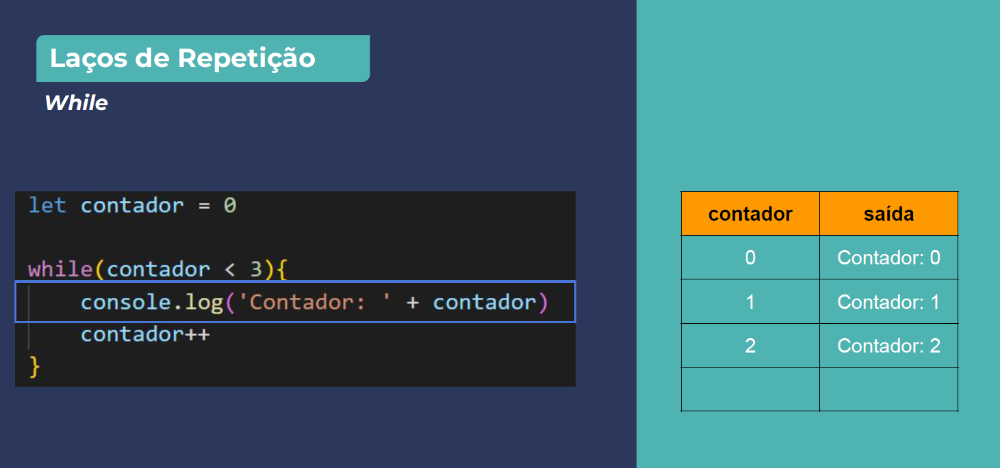 Laços de Repetição
While
let contador = 0
while(contador < 3){
console.log('Contador: ' + contador)
contador++
}
contador saída
0 Contador: 0
1 Contador: 1
2 Contador: 2